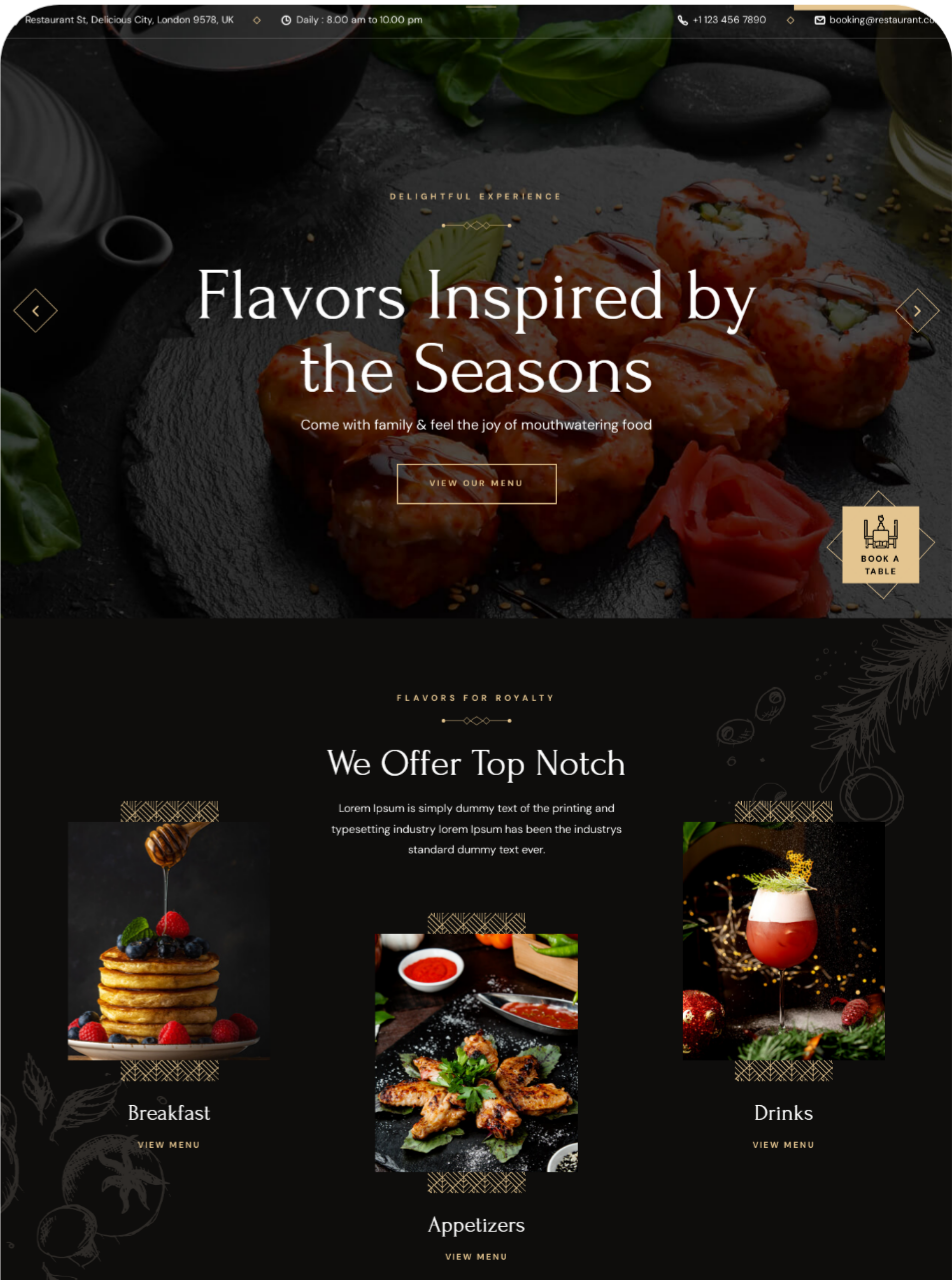 Restaurant St, Delicious City, London 9578, UK
Daily : 8.00 am to 10.00 pm
+1 123 456 7890
booking@restaurant.co
DELIGHTFUL EXPERIENCE
Flavors Inspired by
the Seasons
Come with family & feel the joy of mouthwatering food
VIEW OUR MENU
BOOK A
TABLE
FLAVORS FOR ROYALTY
We Offer Top Notch
Lorem Ipsum is simply dummy text of the printing and
typesetting industry lorem Ipsum has been the industrys
standard dummy text ever.
Breakfast
VIEW MENU
Appetizers
VIEW MENU
Drinks
VIEW MENU